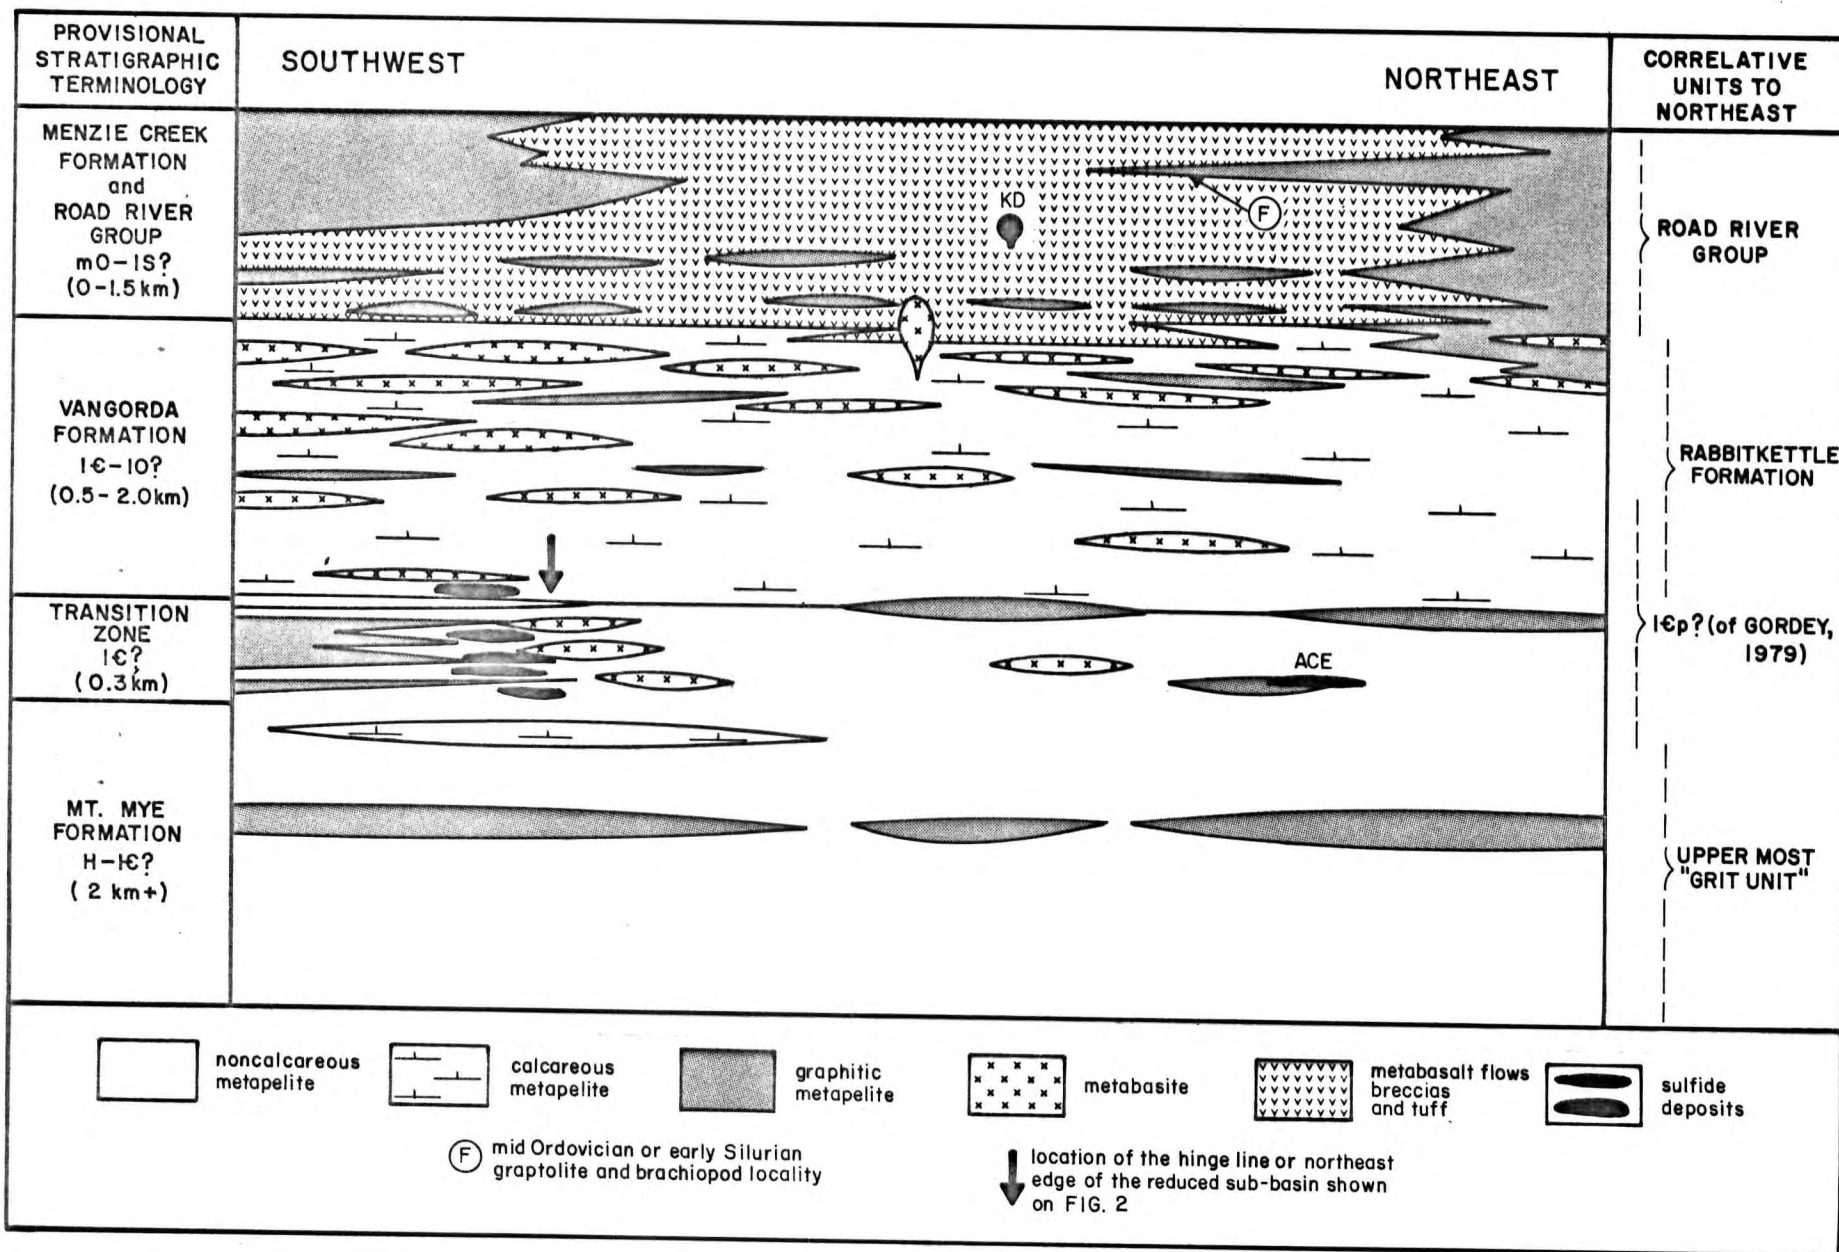 PROVISIONAL
STRATIGRAPHIC
TERMINOLOGY
SOUTHWEST
NORTHEAST
CORRELATIVE
UNITS TO
NORTHEAST
MENZIE CREEK
FORMATION
and
ROAD RIVER
GROUP
mO-lS?
(0-1.5km)
KD
F
ROAD RIVER
GROUP
VANGORDA
FORMATION
l€-lO?
(0.5-2.0km)
RABBITKETTLE
FORMATION
TRANSITION
ZONE
l€?
(0.3km)
ACE
l€p? (of GORDEY,
1979)
MT. MYE
FORMATION
H-l€?
(2 km+)
UPPER MOST
"GRIT UNIT"
noncalcareous
metapelite
calcareous
metapelite
graphitic
metapelite
metabasite
metabasalt flows
breccias
and tuff
sulfide
deposits
F mid Ordovician or early Silurian
graptolite and brachiopod locality
location of the hinge line or northeast
edge of the reduced sub-basin shown
on FIG. 2